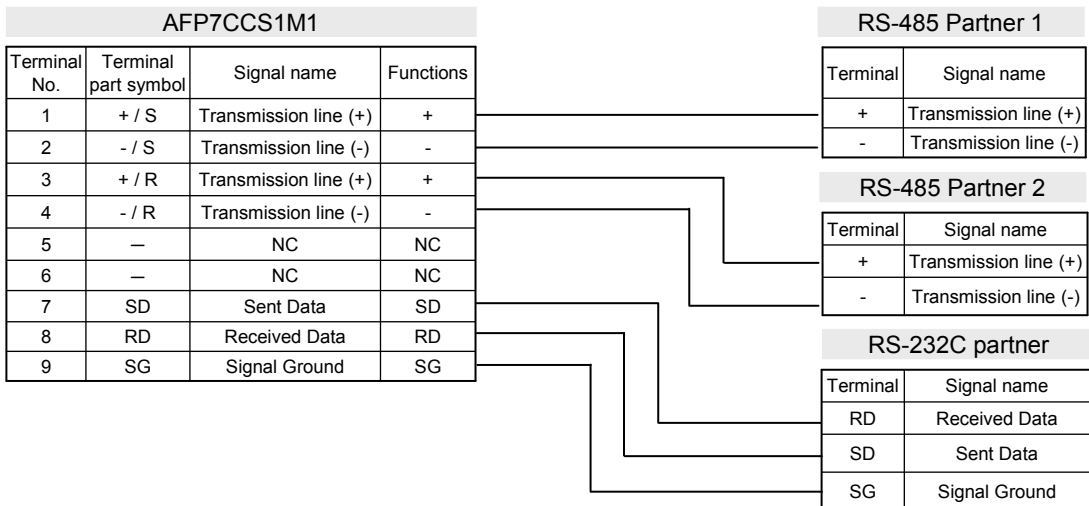 AFP7CCS1M1
Terminal No. Terminal part symbol Signal name Functions
1 + / S Transmission line (+) +
2 - / S Transmission line (-) -
3 + / R Transmission line (+) +
4 - / R Transmission line (-) -
5 — NC NC
6 — NC NC
7 SD Sent Data SD
8 RD Received Data RD
9 SG Signal Ground SG
RS-485 Partner 1
Terminal Signal name
+ Transmission line (+)
- Transmission line (-)
RS-485 Partner 2
Terminal Signal name
+ Transmission line (+)
- Transmission line (-)
RS-232C partner
Terminal Signal name
RD Received Data
SD Sent Data
SG Signal Ground